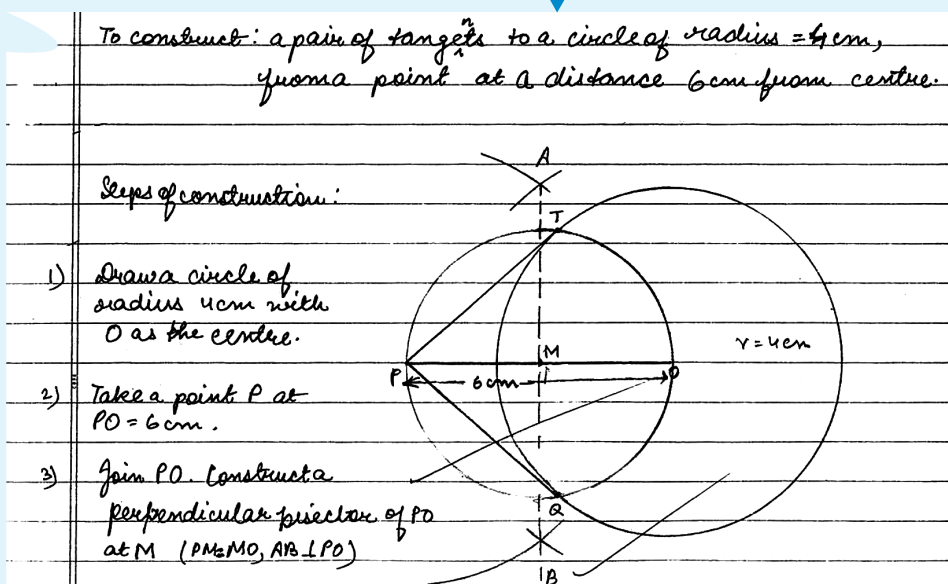 To construct: a pair of tangents to a circle of radius = 4cm,
from a point at a distance 6cm from centre.
A
Steps of construction:
T
1) Draw a circle of
radius 4cm with
O as the centre.
r = 4cm
M
P 6cm O
2) Take a point P at
PO = 6cm.
3) Join PO. Construct a
perpendicular bisector of PO
Q
at M (PM=MO, AB⊥PO)
B